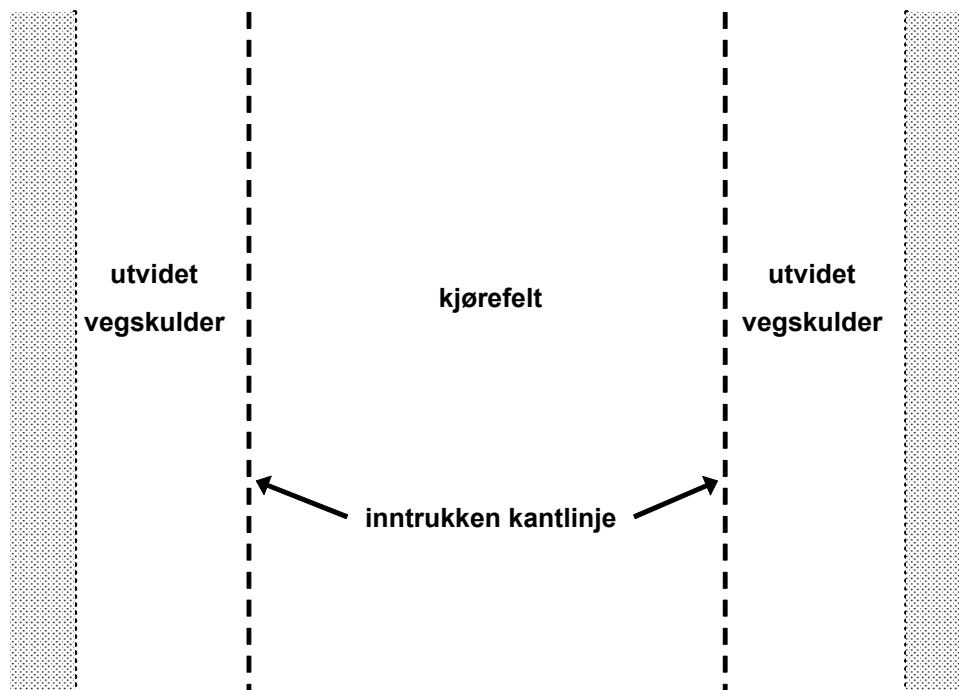 utvidet
vegskulder
kjørefelt
utvidet
vegskulder
inntrukken kantlinje